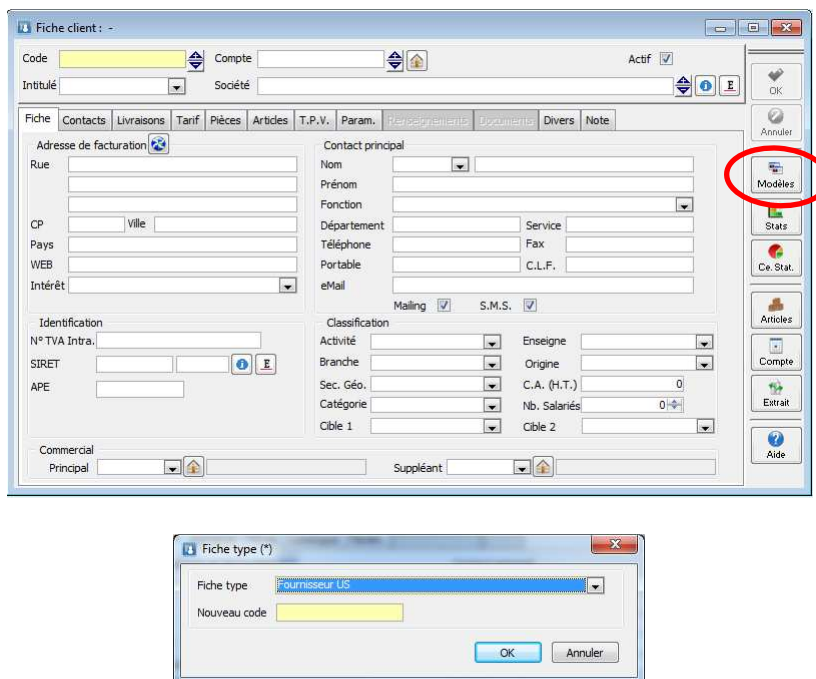 Fiche client : -
Code Compte Actif
Intitulé Société E
OK
Fiche Contacts Livraisons Tarif Pièces Articles T.P.V. Param. Renseignements Documents Divers Note
Annuler
Adresse de facturation Contact principal
Rue Nom
Prénom
Modèles
Fonction
CP Ville Département Service
Stats
Pays Téléphone Fax
WEB Portable C.L.F.
Ce. Stat.
Intérêt eMail
Mailing S.M.S.
Articles
Identification Classification
N° TVA Intra. Activité Enseigne
SIRET E Branche Origine
Compte
APE Sec. Géo. C.A. (H.T.) 0
Catégorie Nb. Salariés 0
Extrait
Cible 1 Cible 2
Aide
Commercial
Principal Suppléant
Fiche type (*)
Fiche type Fournisseur US
Nouveau code
OK Annuler